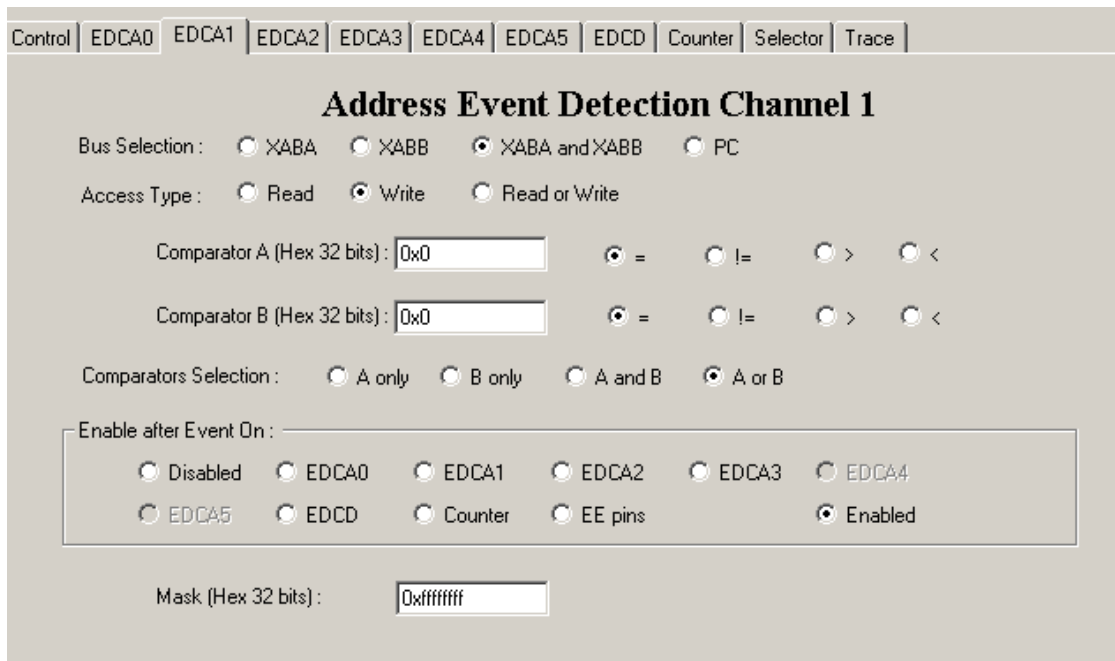 Control EDCA0 EDCA1 EDCA2 EDCA3 EDCA4 EDCA5 EDCD Counter Selector Trace
Address Event Detection Channel 1
Bus Selection : XABA XABB XABA and XABB PC
Access Type : Read Write Read or Write
Comparator A (Hex 32 bits) : 0x0 = != > <
Comparator B (Hex 32 bits) : 0x0 = != > <
Comparators Selection : A only B only A and B A or B
Enable after Event On :
Disabled EDCA0 EDCA1 EDCA2 EDCA3 EDCA4
EDCA5 EDCD Counter EE pins Enabled
Mask (Hex 32 bits) : 0xffffffff